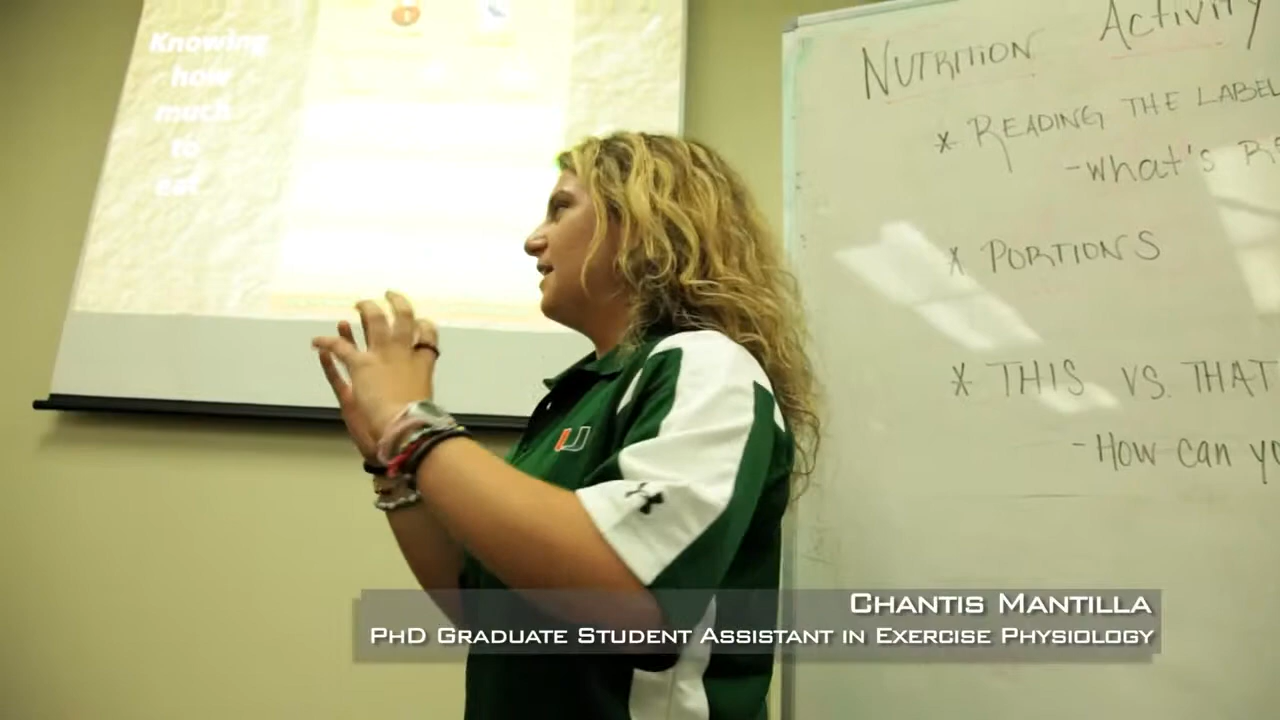 Knowing
how
much
to
eat
NUTRITION Activity
* READING THE LABEL
- What's
* PORTIONS
* THIS VS. THAT
- How can
CHANTIS MANTILLA
PHD GRADUATE STUDENT ASSISTANT IN EXERCISE PHYSIOLOGY